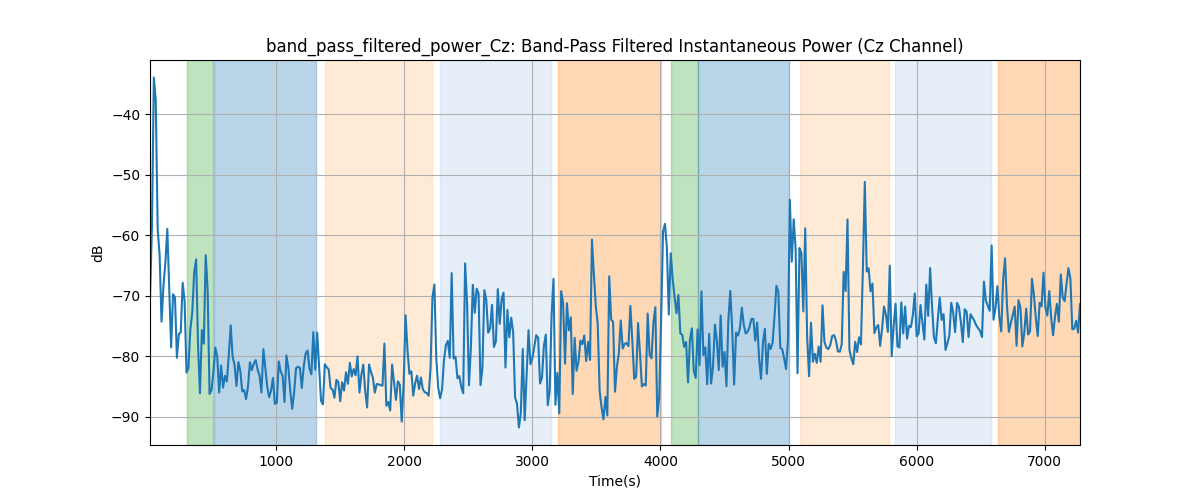 band_pass_filtered_power_Cz: Band-Pass Filtered Instantaneous Power (Cz Channel)
dB
−40
−50
−60
−70
−80
−90
1000 2000 3000 4000 5000 6000 7000
Time(s)